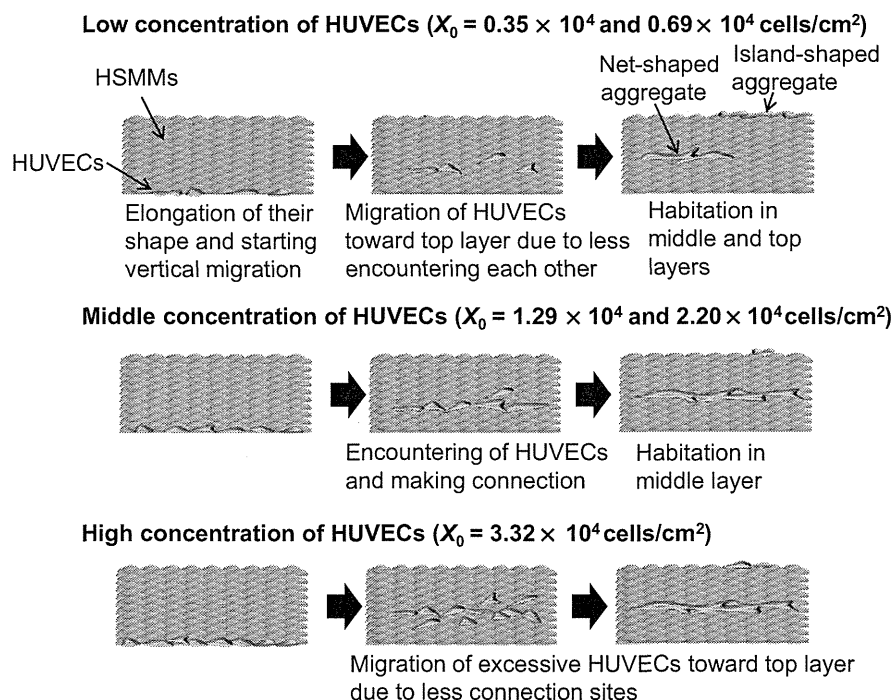 Low concentration of HUVECs (X₀ = 0.35 × 10⁴ and 0.69 × 10⁴ cells/cm²)
HSMMs
Net-shaped
aggregate
Island-shaped
aggregate
HUVECs
Elongation of their
shape and starting
vertical migration
Migration of HUVECs
toward top layer due to less
encountering each other
Habitation in
middle and top
layers
Middle concentration of HUVECs (X₀ = 1.29 × 10⁴ and 2.20 × 10⁴ cells/cm²)
Encountering of HUVECs
and making connection
Habitation in
middle layer
High concentration of HUVECs (X₀ = 3.32 × 10⁴ cells/cm²)
Migration of excessive HUVECs toward top layer
due to less connection sites